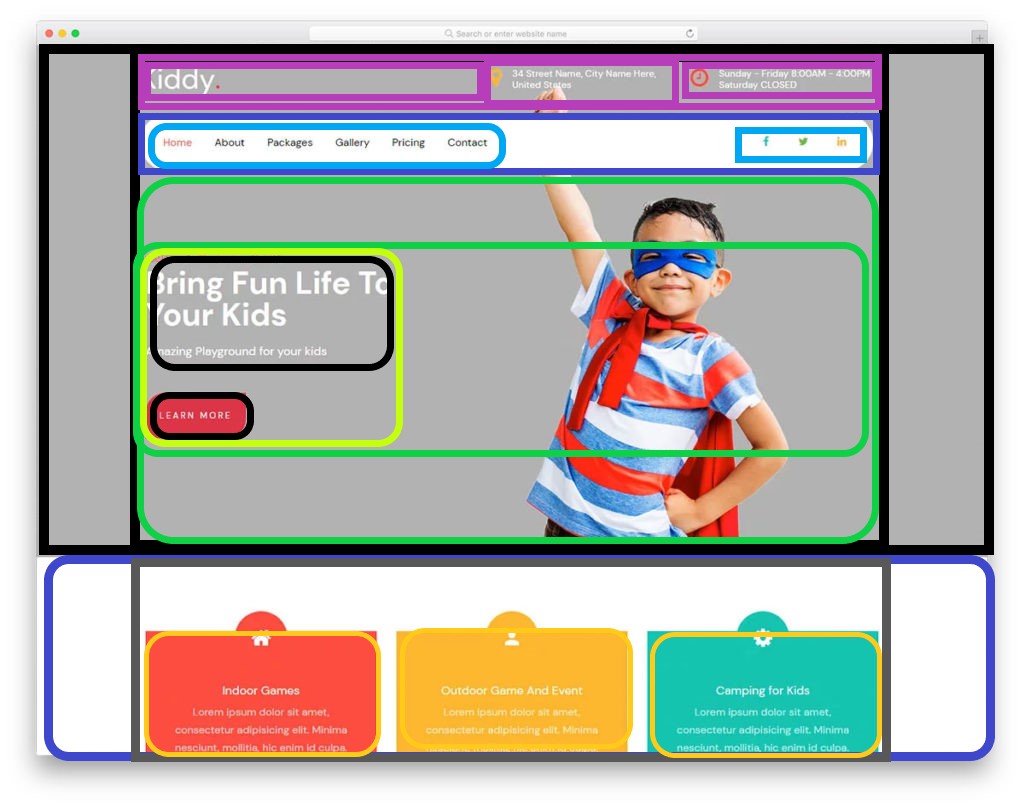 Search or enter website name
Kiddy.
34 Street Name, City Name Here,
United States
Sunday - Friday 8:00AM - 4:00PM
Saturday CLOSED
Home About Packages Gallery Pricing Contact
f in
Bring Fun Life To
Your Kids
Amazing Playground for your kids
LEARN MORE
Indoor Games
Lorem ipsum dolor sit amet,
consectetur adipisicing elit. Minima
nesciunt, mollitia, hic enim id culpa.
Outdoor Game And Event
Lorem ipsum dolor sit amet,
consectetur adipisicing elit. Minima
Camping for Kids
Lorem ipsum dolor sit amet,
consectetur adipisicing elit. Minima
nesciunt, mollitia, hic enim id culpa.